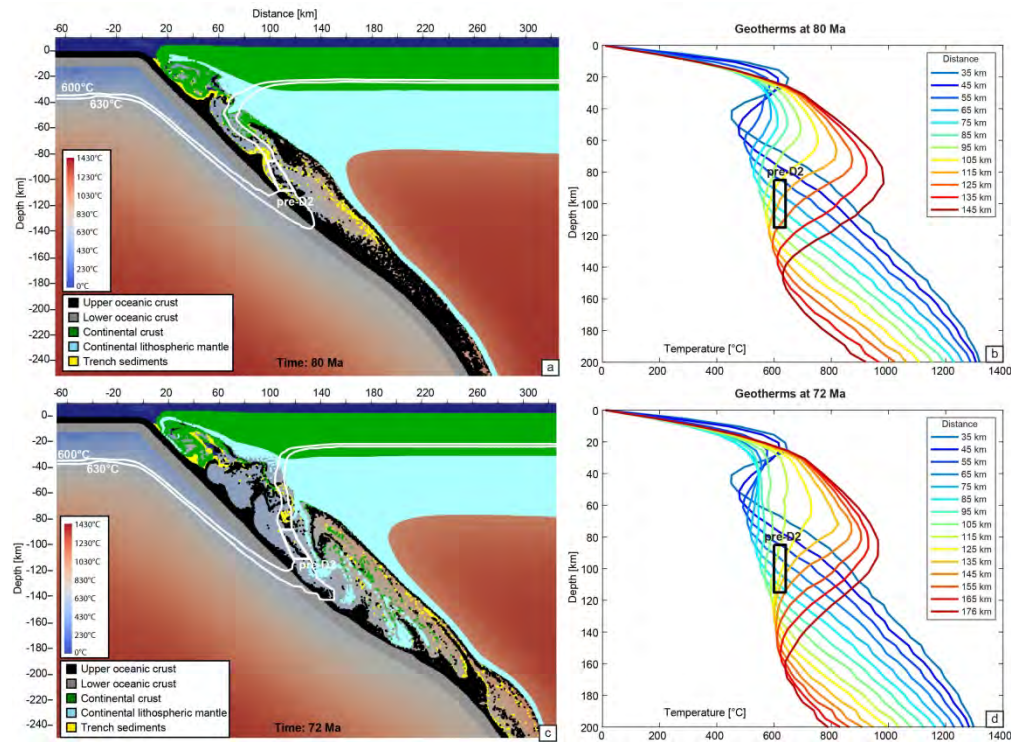 Distance [km]
-60 -20 20 60 100 140 180 220 260 300
Depth [km]
0
-20
-40
-60
-80
-100
-120
-140
-160
-180
-200
-220
-240
600°C
630°C
pre-D2
1430°C
1230°C
1030°C
830°C
630°C
430°C
230°C
0°C
Upper oceanic crust
Lower oceanic crust
Continental crust
Continental lithospheric mantle
Trench sediments
Time: 80 Ma
a
Geotherms at 80 Ma
Depth [km]
0
20
40
60
80
100
120
140
160
180
200
pre-D2
Distance
35 km
45 km
55 km
65 km
75 km
85 km
95 km
105 km
115 km
125 km
135 km
145 km
Temperature [°C]
b
0 200 400 600 800 1000 1200 1400
-60 -20 20 60 100 140 180 220 260 300
Depth [km]
0
-20
-40
-60
-80
-100
-120
-140
-160
-180
-200
-220
-240
600°C
630°C
pre-D2
1430°C
1230°C
1030°C
830°C
630°C
430°C
230°C
0°C
Upper oceanic crust
Lower oceanic crust
Continental crust
Continental lithospheric mantle
Trench sediments
Time: 72 Ma
c
Geotherms at 72 Ma
Depth [km]
0
20
40
60
80
100
120
140
160
180
200
pre-D2
Distance
35 km
45 km
55 km
65 km
75 km
85 km
95 km
105 km
115 km
125 km
135 km
145 km
155 km
165 km
176 km
Temperature [°C]
d
0 200 400 600 800 1000 1200 1400